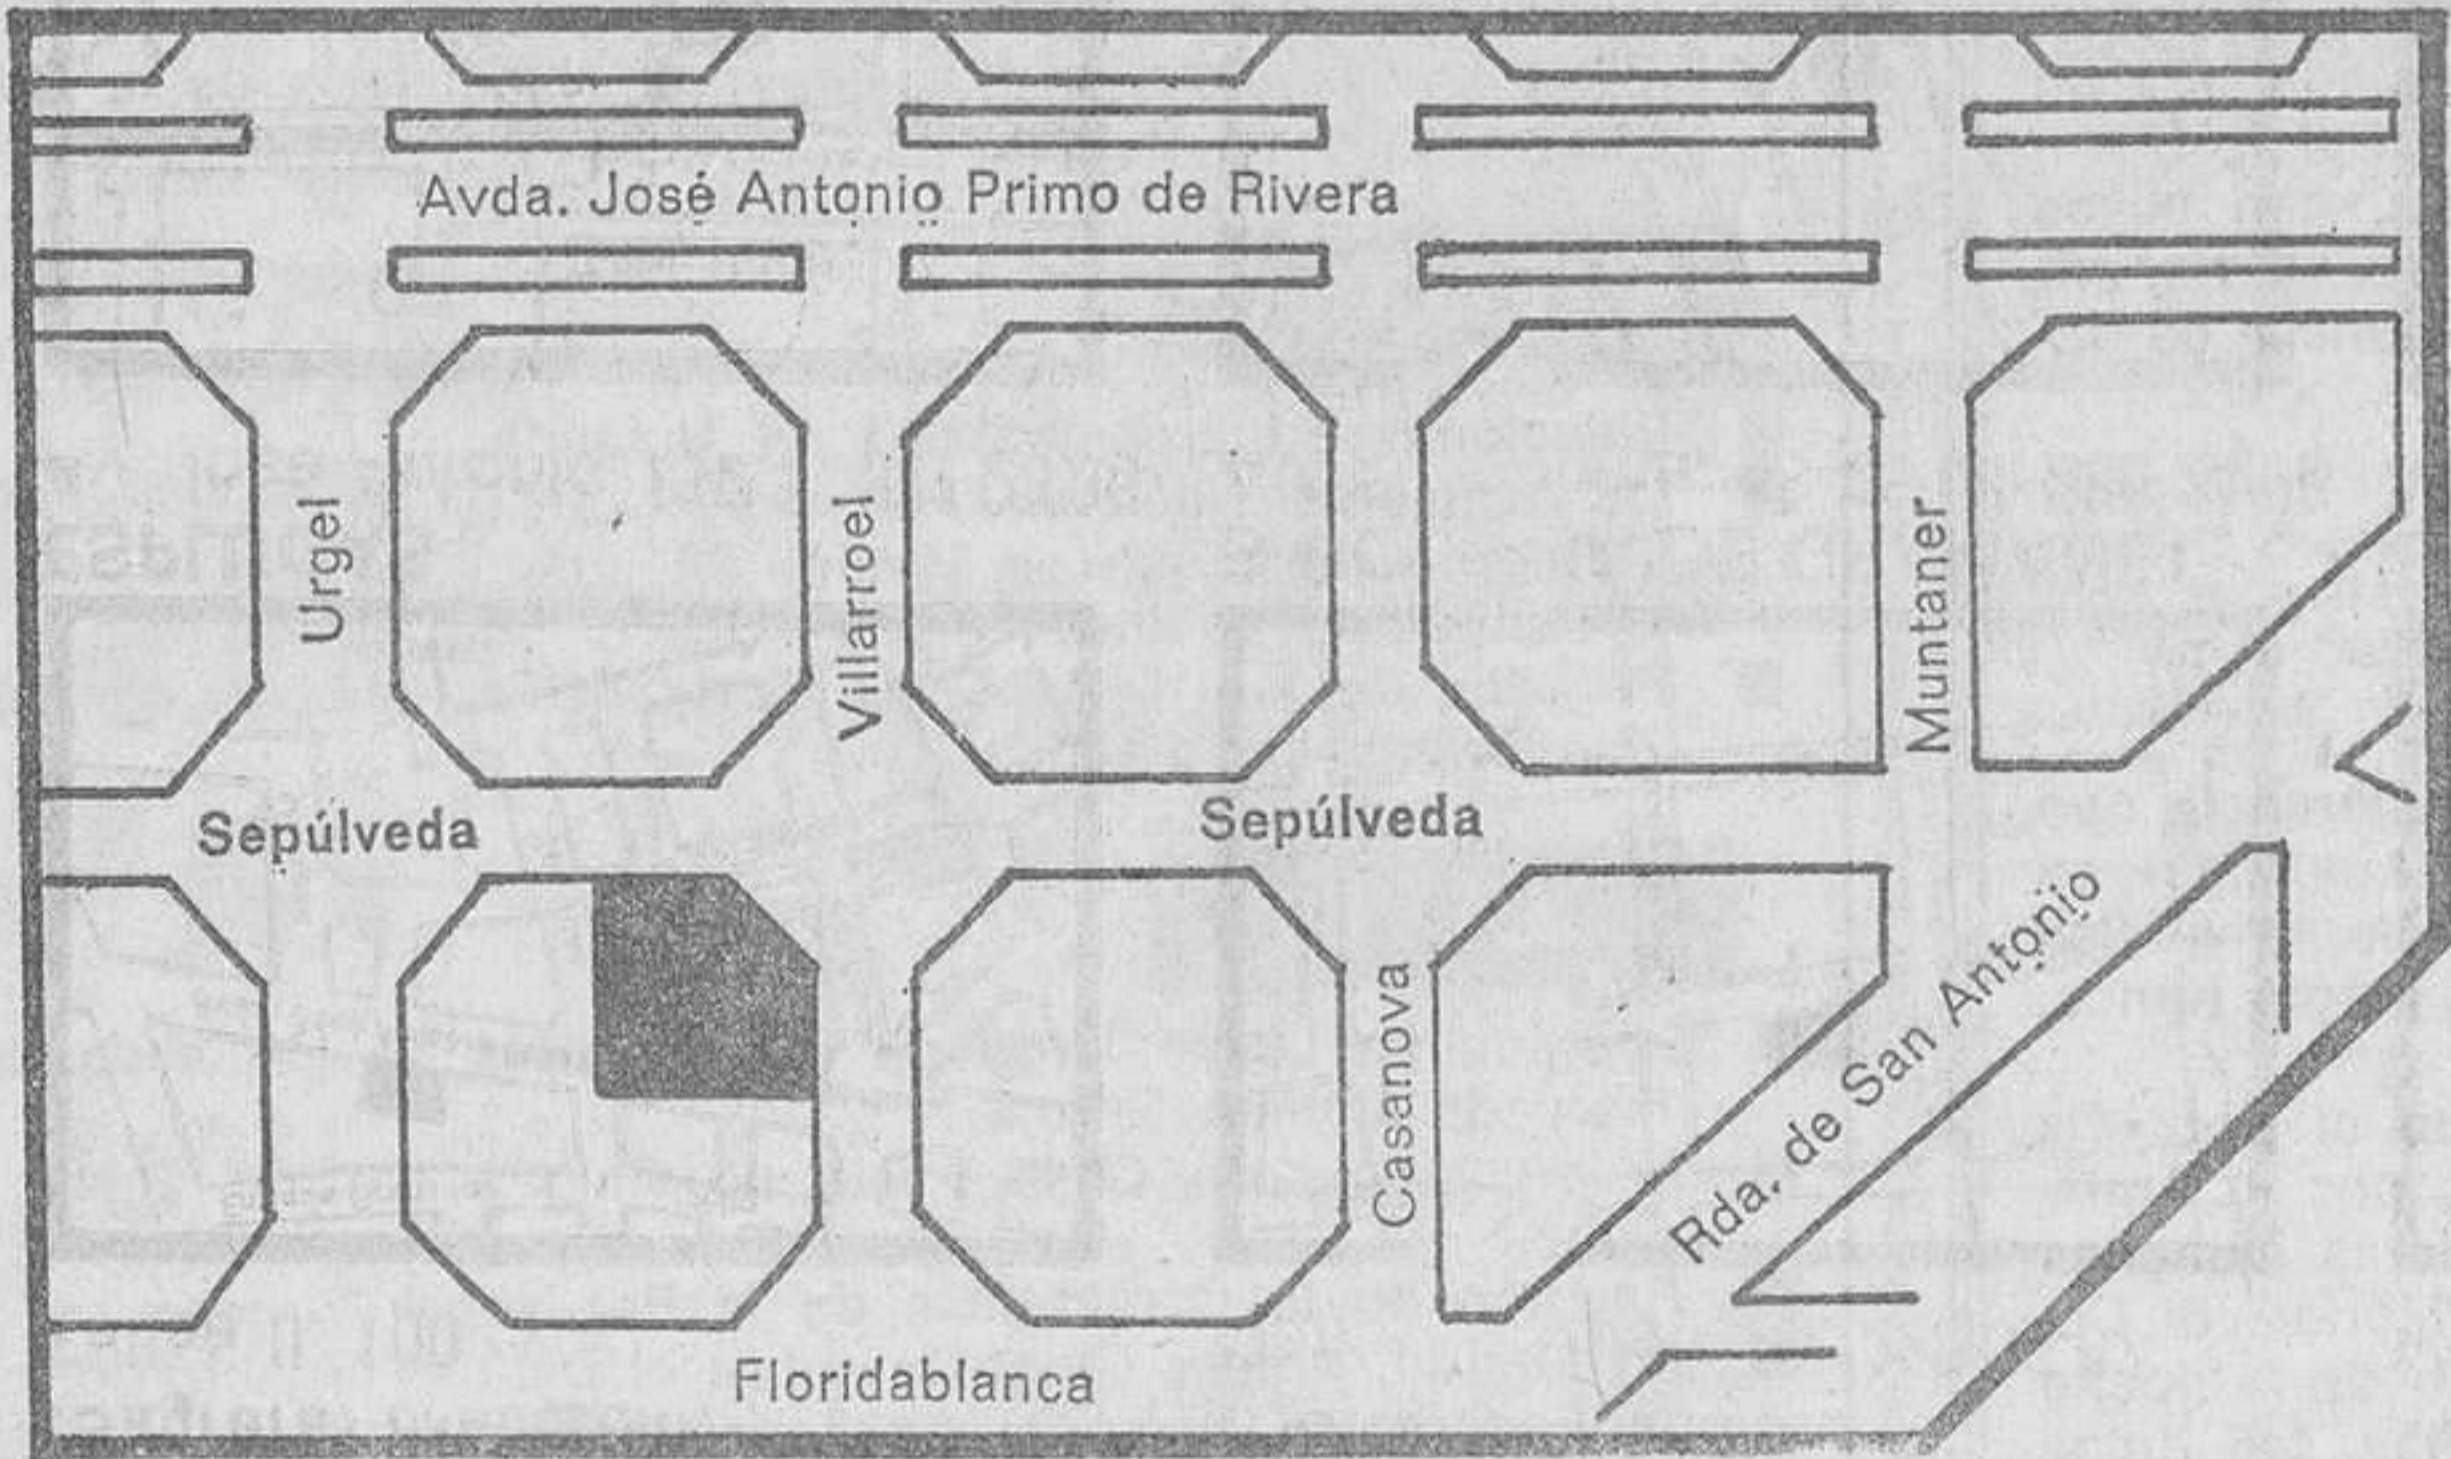 Avda. José Antonio Primo de Rivera
Urgel
Villarroel
Muntaner
Sepúlveda
Sepúlveda
Casanova
Rda. de San Antonio
Floridablanca